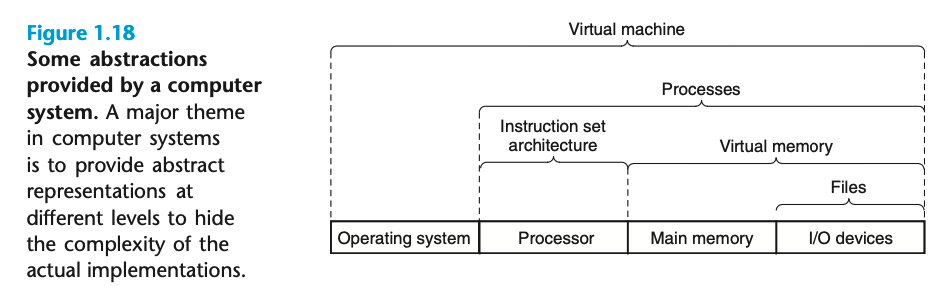 Figure 1.18
Some abstractions
provided by a computer
system. A major theme
in computer systems
is to provide abstract
representations at
different levels to hide
the complexity of the
actual implementations.
Virtual machine
Processes
Instruction set
architecture
Virtual memory
Files
Operating system
Processor
Main memory
I/O devices